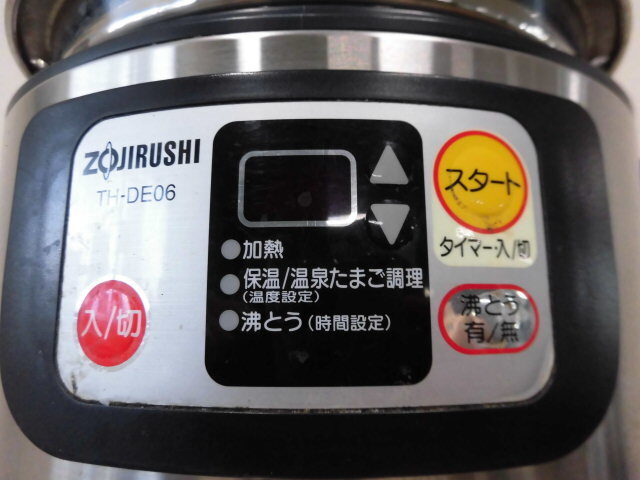 ZOJIRUSHI
TH-DE06
入/切
加熱
保温/温泉たまご調理
(温度設定)
沸とう(時間設定)
スタート
タイマー・入/切
沸とう
有/無